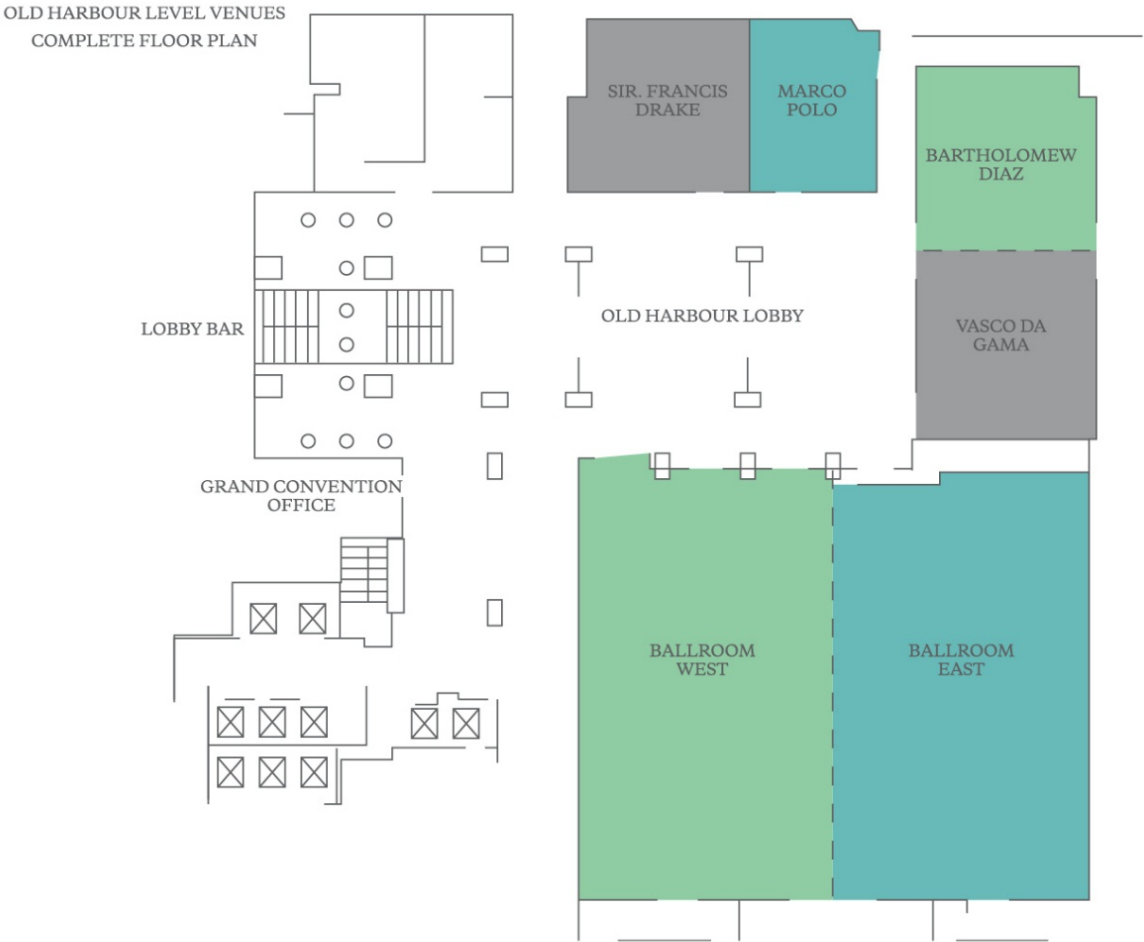 OLD HARBOUR LEVEL VENUES
COMPLETE FLOOR PLAN
SIR. FRANCIS
DRAKE
MARCO
POLO
BARTHOLOMEW
DIAZ
LOBBY BAR
OLD HARBOUR LOBBY
VASCO DA
GAMA
GRAND CONVENTION
OFFICE
BALLROOM
WEST
BALLROOM
EAST